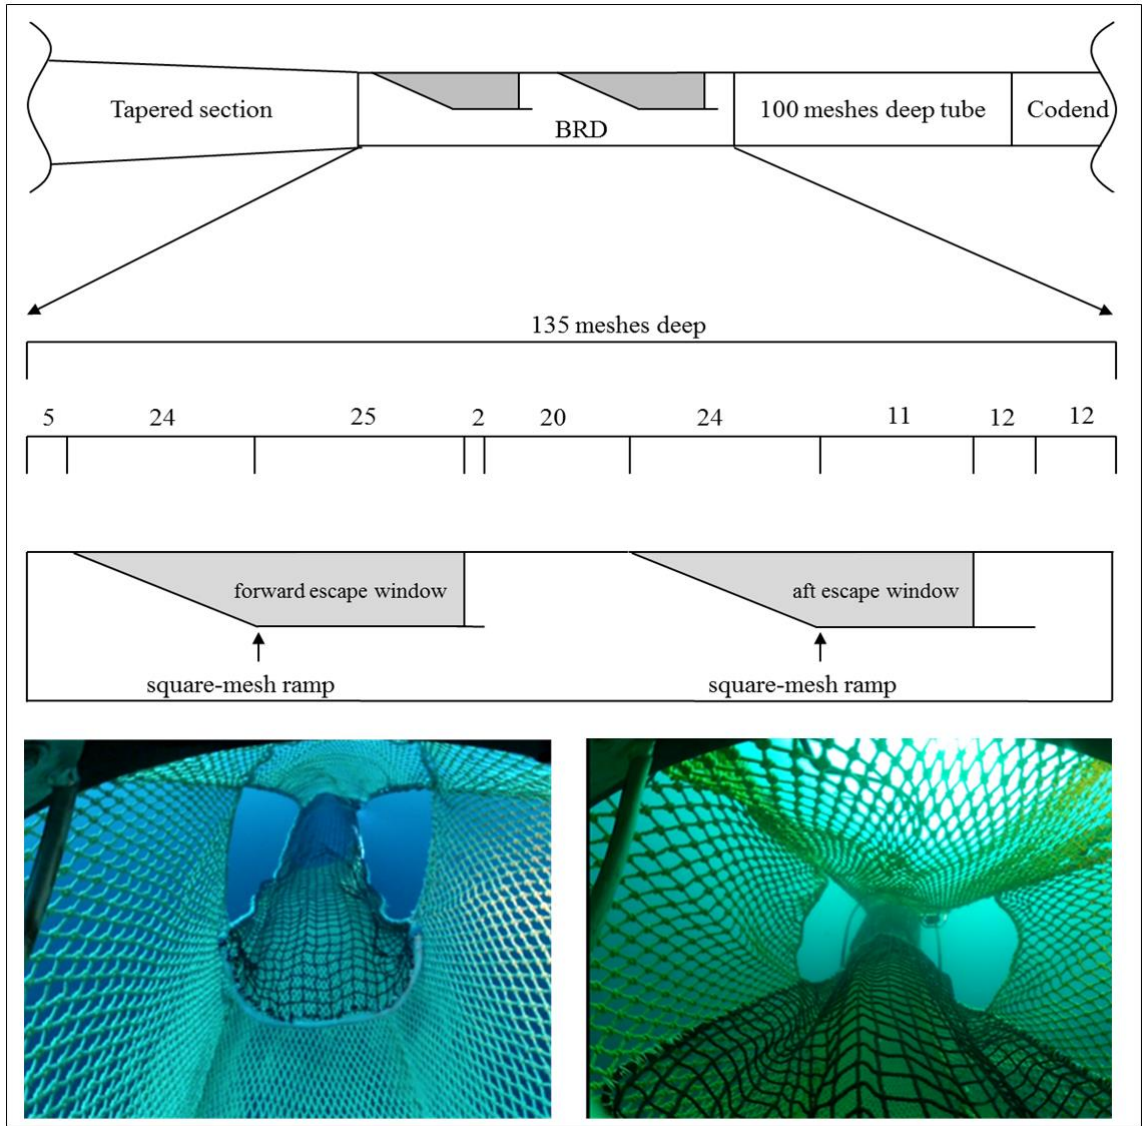 Tapered section
BRD
100 meshes deep tube
Codend
135 meshes deep
5 24 25 2 20 24 11 12 12
forward escape window
aft escape window
square-mesh ramp
square-mesh ramp